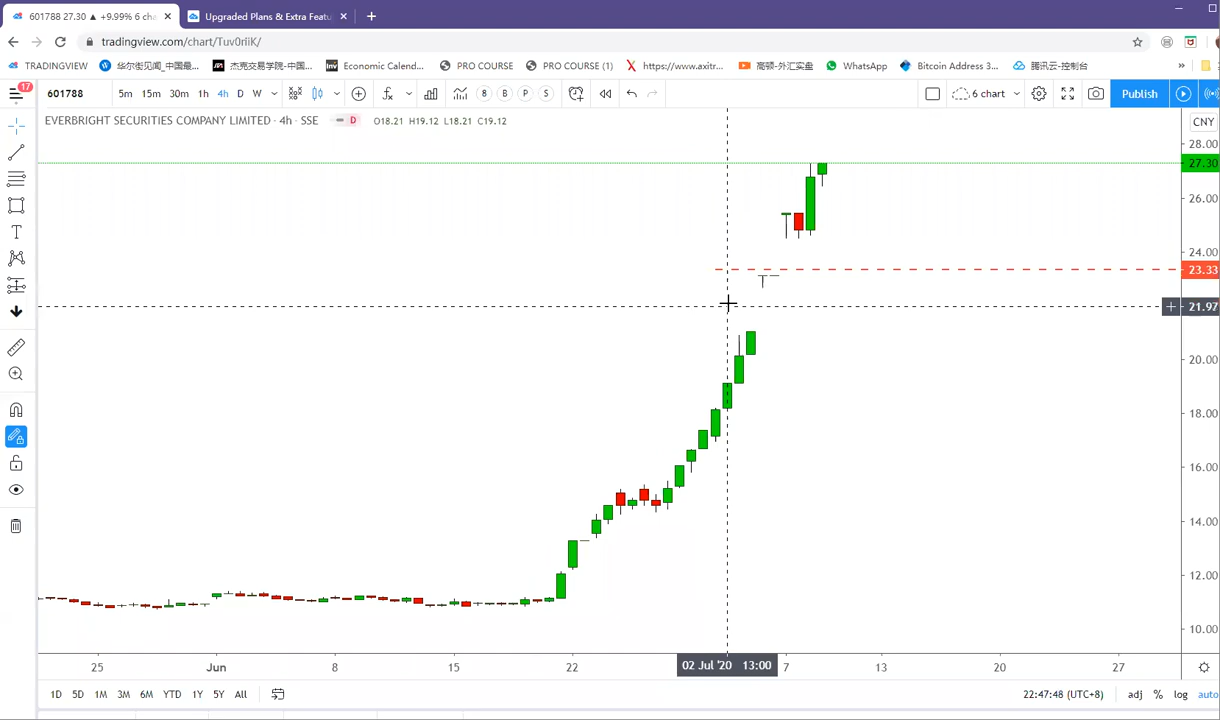 601788 27.30 ▲ +9.99% 6 cha
Upgraded Plans & Extra Featu
tradingview.com/chart/Tuv0riiK/
TRADINGVIEW 华尔街见闻_中国最... 杰克交易学院-中国... Economic Calend... PRO COURSE PRO COURSE (1) https://www.axitr... 高顿-外汇实盘 WhatsApp Bitcoin Address 3... 腾讯云-控制台 »
17
601788 5m 15m 30m 1h 4h D W 8 B P S 6 chart Publish
EVERBRIGHT SECURITIES COMPANY LIMITED · 4h · SSE D O18.21 H19.12 L18.21 C19.12
CNY
28.00
27.30
26.00
24.00
23.33
21.97
20.00
18.00
16.00
14.00
12.00
10.00
25 Jun 8 15 22 02 Jul '20 13:00 7 13 20 27
1D 5D 1M 3M 6M YTD 1Y 5Y All 22:47:48 (UTC+8) adj % log auto